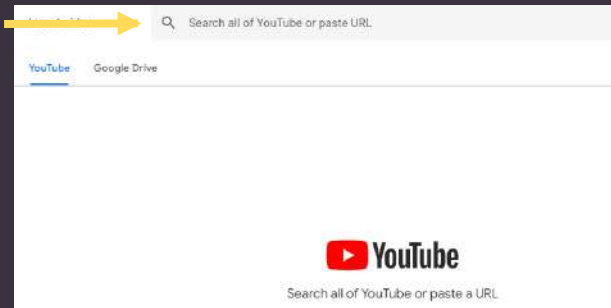 Search all of YouTube or paste URL
YouTube Google Drive
YouTube
Search all of YouTube or paste a URL